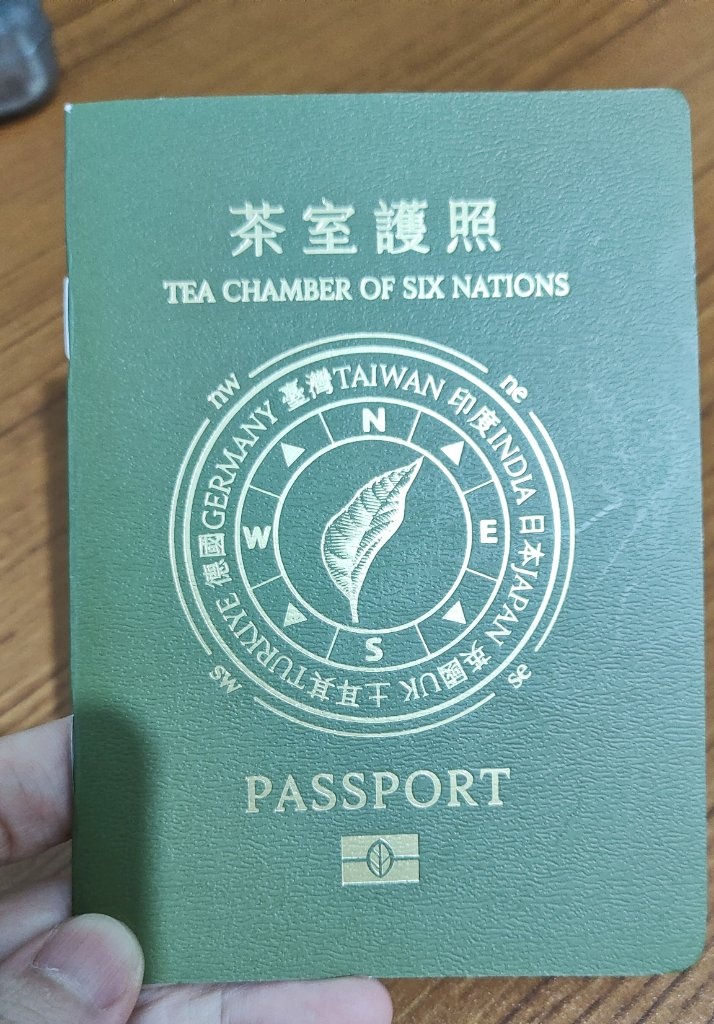 茶室護照
TEA CHAMBER OF SIX NATIONS
nw
ne
臺灣TAIWAN 印度INDIA 日本JAPAN 英國UK 土耳其TÜRKIYE 德國GERMANY
N
W
E
S
sw
se
PASSPORT